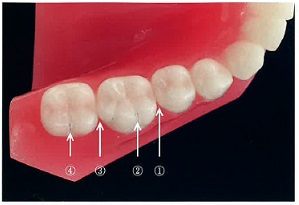 ④ ③ ② ①